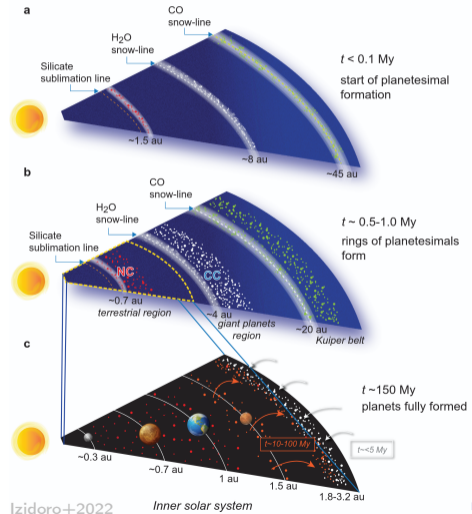 a
CO
snow-line
H₂O
snow-line
Silicate
sublimation line
t < 0.1 My
start of planetesimal
formation
~1.5 au
~8 au
~45 au
b
CO
snow-line
H₂O
snow-line
Silicate
sublimation line
NC
CC
t ~ 0.5-1.0 My
rings of planetesimals
form
~0.7 au
terrestrial region
~4 au
giant planets
region
~20 au
Kuiper belt
c
t ~150 My
planets fully formed
t~10-100 My
t~<5 My
~0.3 au
~0.7 au
1 au
1.5 au
1.8-3.2 au
Inner solar system
Izidoro+2022